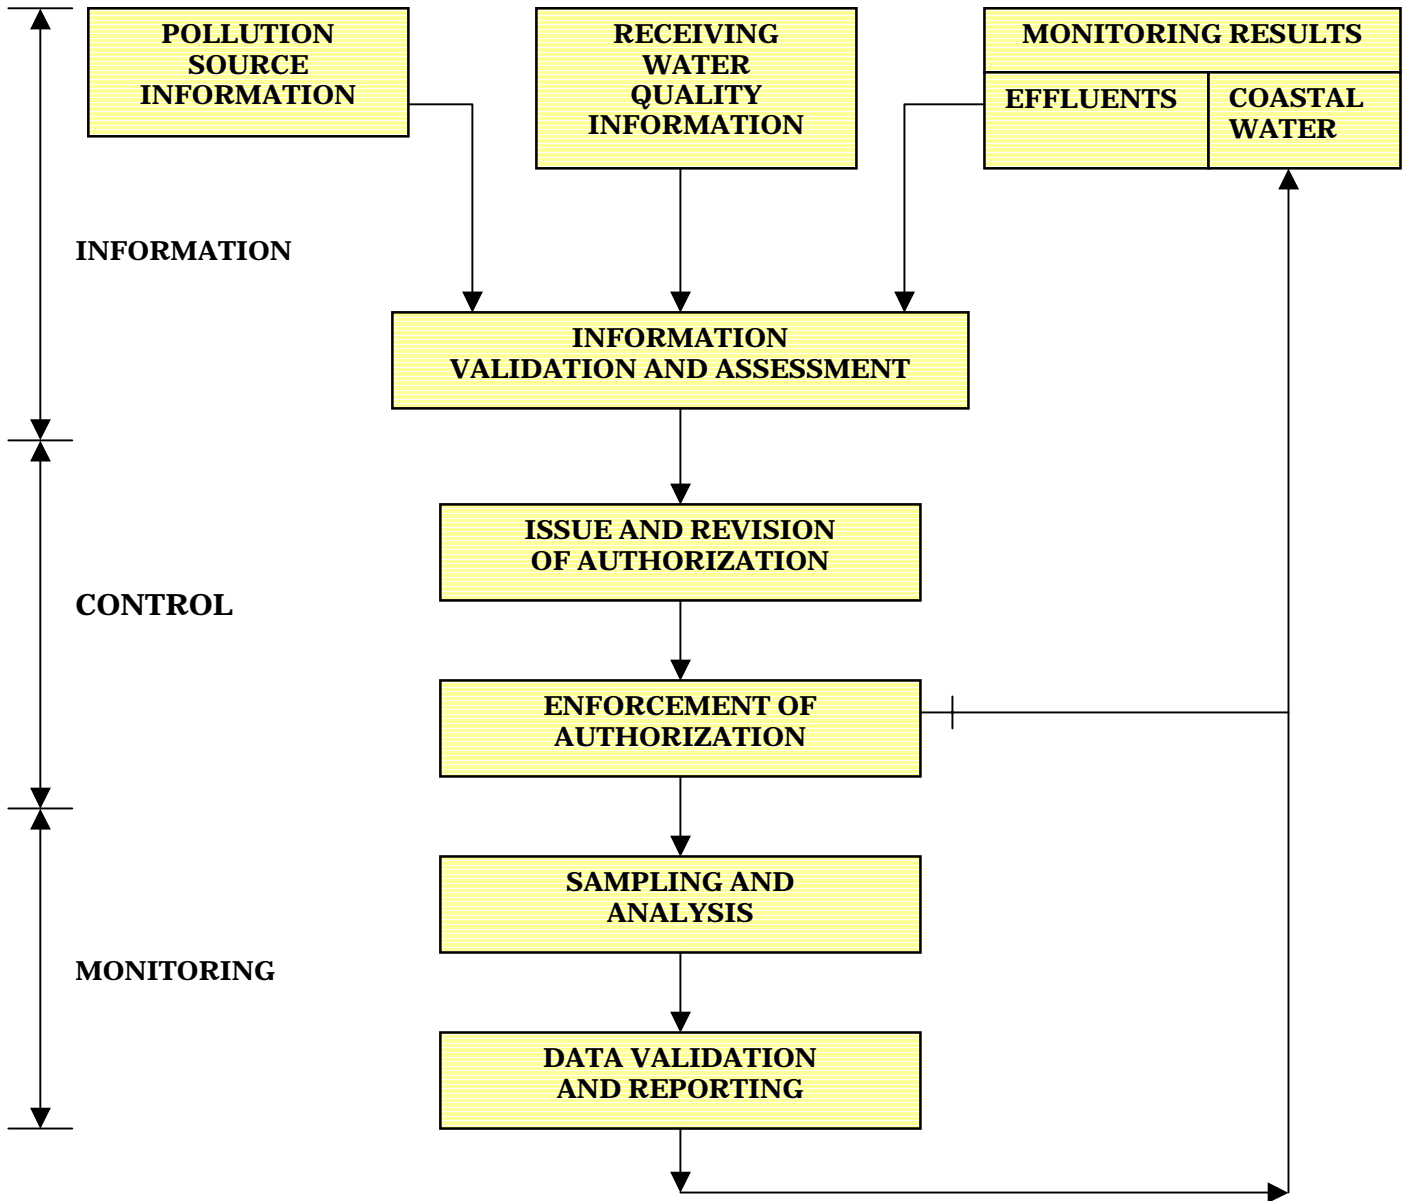 POLLUTION
SOURCE
INFORMATION
RECEIVING
WATER
QUALITY
INFORMATION
MONITORING RESULTS
EFFLUENTS
COASTAL
WATER
INFORMATION
INFORMATION
VALIDATION AND ASSESSMENT
ISSUE AND REVISION
OF AUTHORIZATION
CONTROL
ENFORCEMENT OF
AUTHORIZATION
SAMPLING AND
ANALYSIS
MONITORING
DATA VALIDATION
AND REPORTING